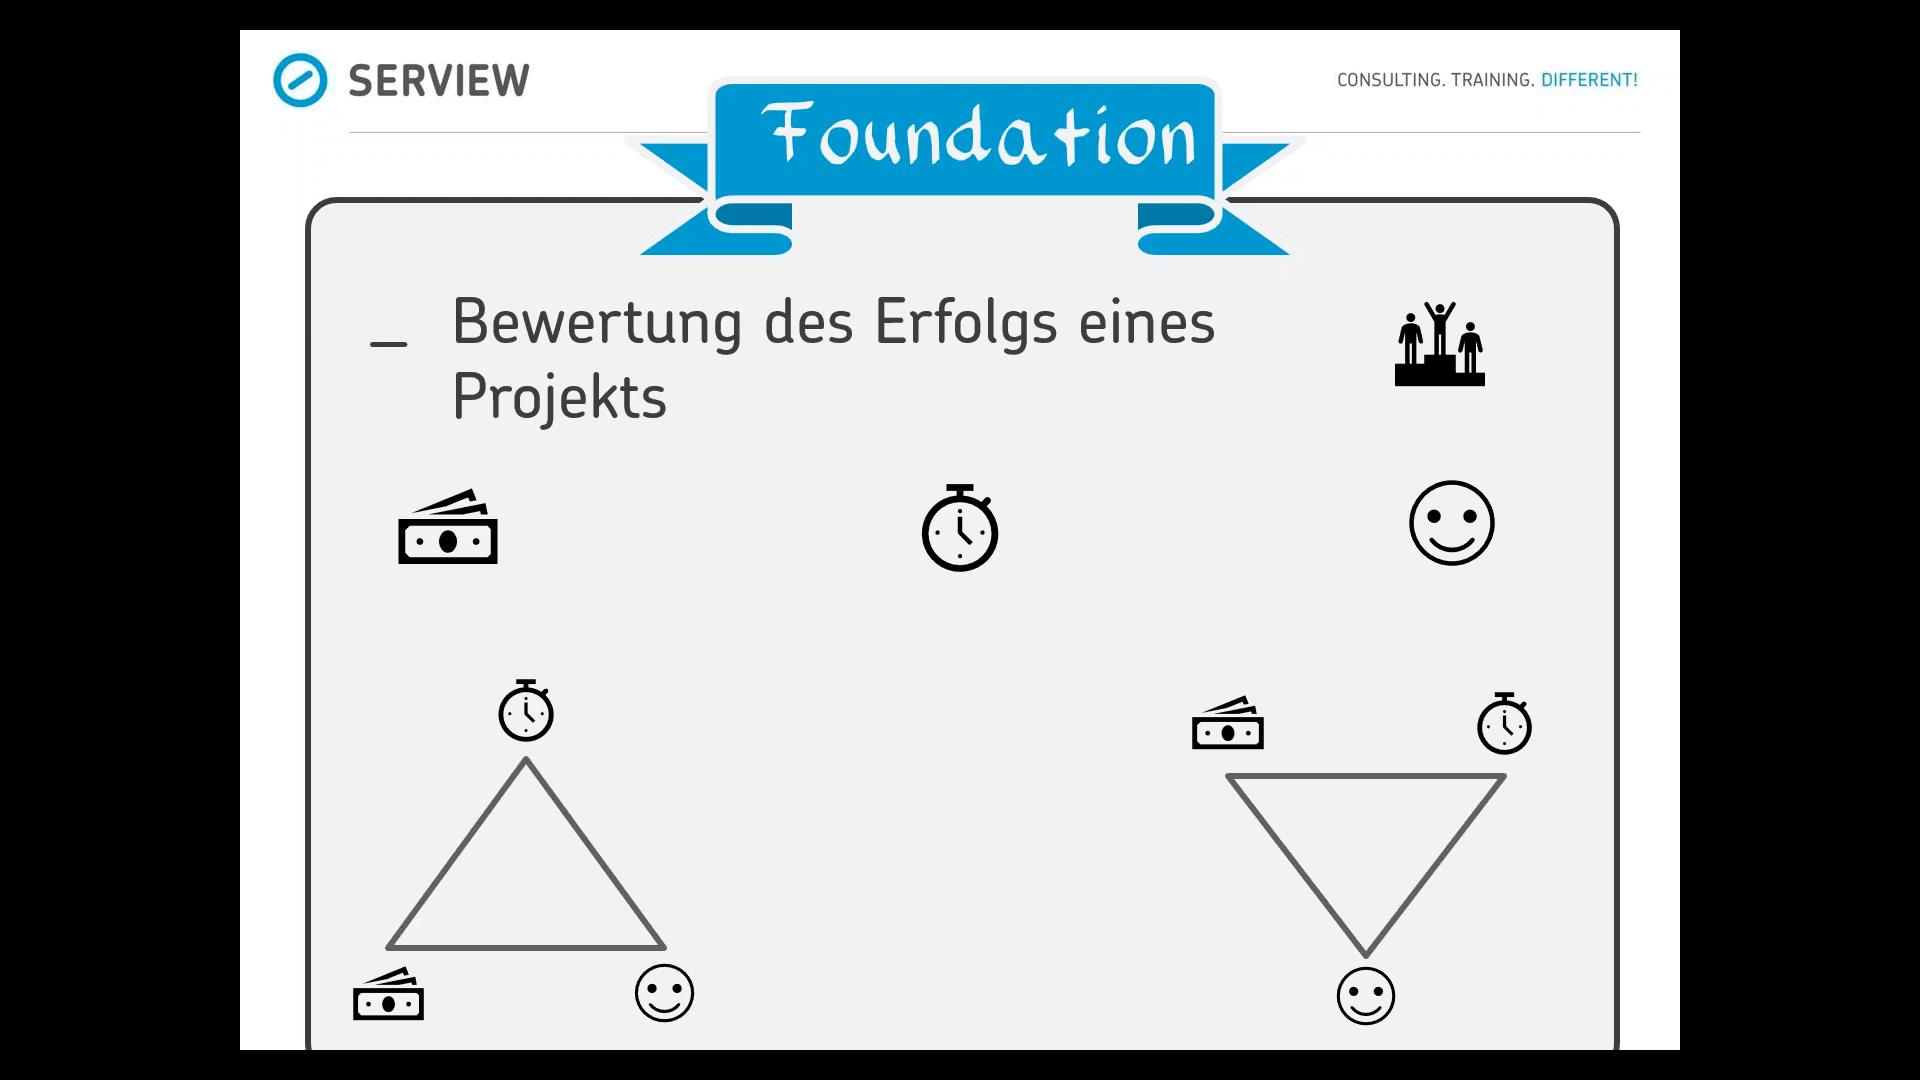 SERVIEW
CONSULTING. TRAINING. DIFFERENT!
Foundation
_ Bewertung des Erfolgs eines
Projekts